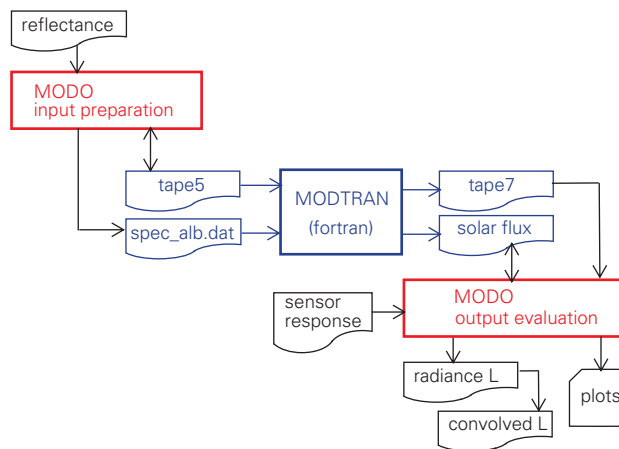 reflectance
MODO
input preparation
tape5
MODTRAN
(fortran)
tape7
spec_alb.dat
solar flux
sensor
response
MODO
output evaluation
radiance L
plots
convolved L